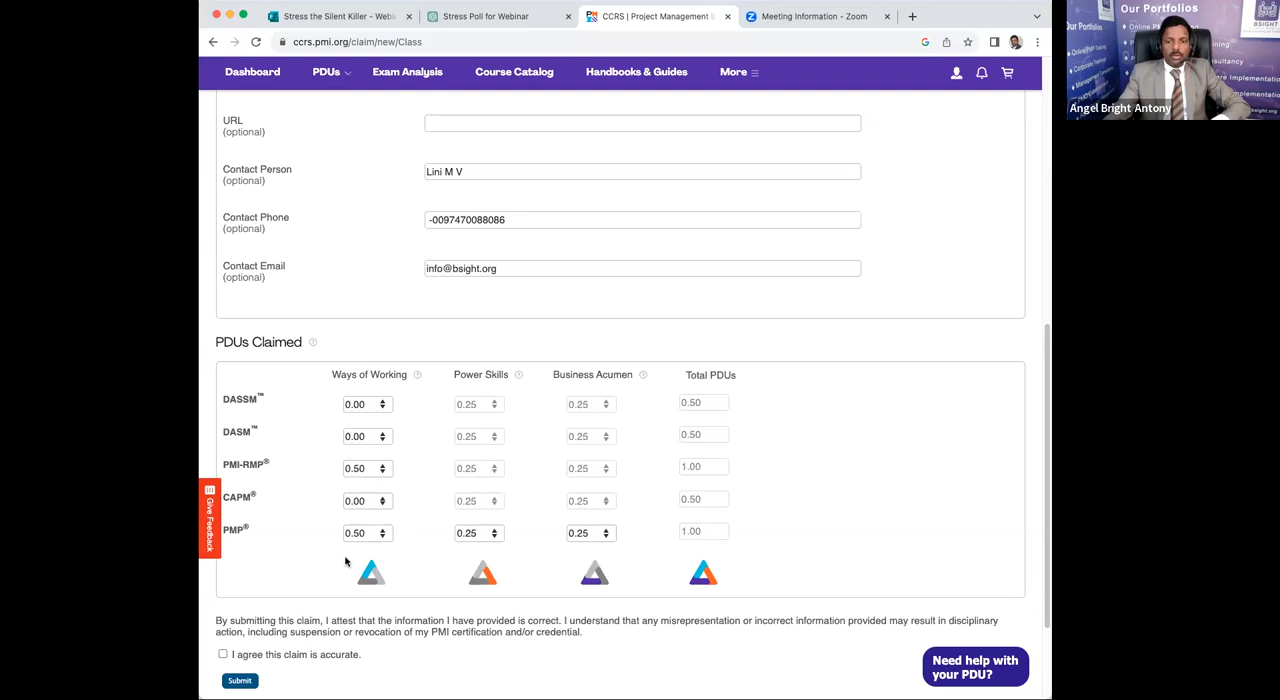 Stress the Silent Killer - Webi
Stress Poll for Webinar
CCRS | Project Management I
Meeting Information - Zoom
ccrs.pmi.org/claim/new/Class
Dashboard
PDUs
Exam Analysis
Course Catalog
Handbooks & Guides
More
URL
(optional)
Contact Person
(optional)
Lini M V
Contact Phone
(optional)
-0097470088086
Contact Email
(optional)
info@bsight.org
PDUs Claimed
Ways of Working
Power Skills
Business Acumen
Total PDUs
DASSM™ 0.00 0.25 0.25 0.50
DASM™ 0.00 0.25 0.25 0.50
PMI-RMP® 0.50 0.25 0.25 1.00
CAPM® 0.00 0.25 0.25 0.50
PMP® 0.50 0.25 0.25 1.00
Give Feedback
By submitting this claim, I attest that the information I have provided is correct. I understand that any misrepresentation or incorrect information provided may result in disciplinary
action, including suspension or revocation of my PMI certification and/or credential.
I agree this claim is accurate.
Submit
Need help with
your PDU?
Our Portfolios
BSIGHT
Angel Bright Antony